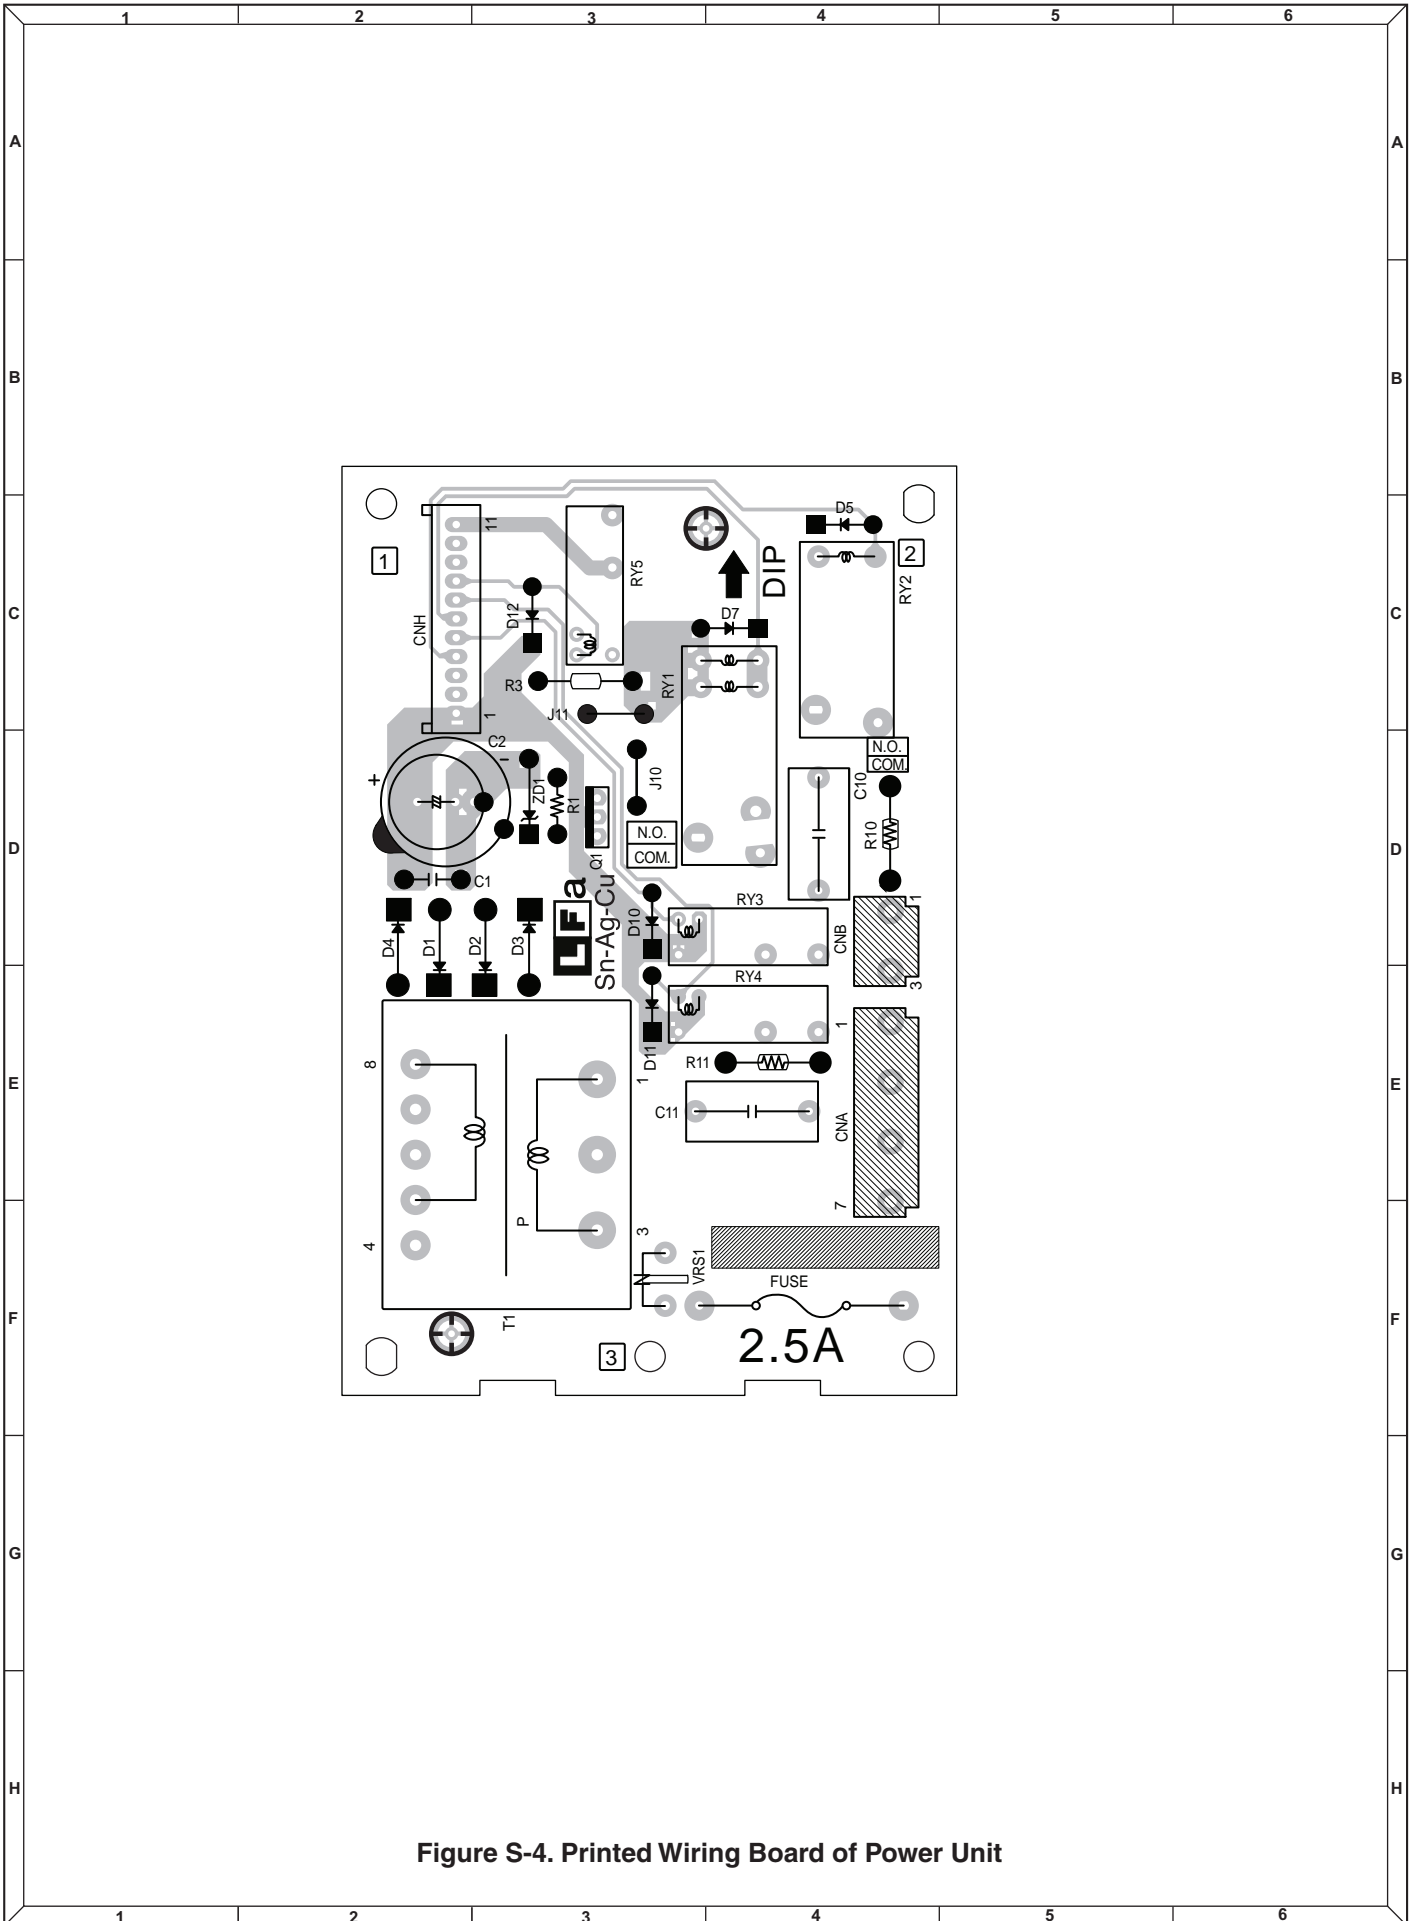 1 2 3 4 5 6
A A
B B
C C
D D
E E
F F
G G
H H
1
2
3
CNH
11
1
D12
RY5
DIP
D5
RY2
D7
R3
RY1
J11
C2
+
-
ZD1
R1
Q1
J10
N.O.
COM.
N.O.
COM.
C10
R10
C1
D4
D1
D2
D3
LFa
Sn-Ag-Cu
D10
RY3
CNB
1
3
D11
RY4
R11
C11
CNA
1
7
8
4
P
1
3
T1
VRS1
FUSE
2.5A
Figure S-4. Printed Wiring Board of Power Unit
1 2 3 4 5 6